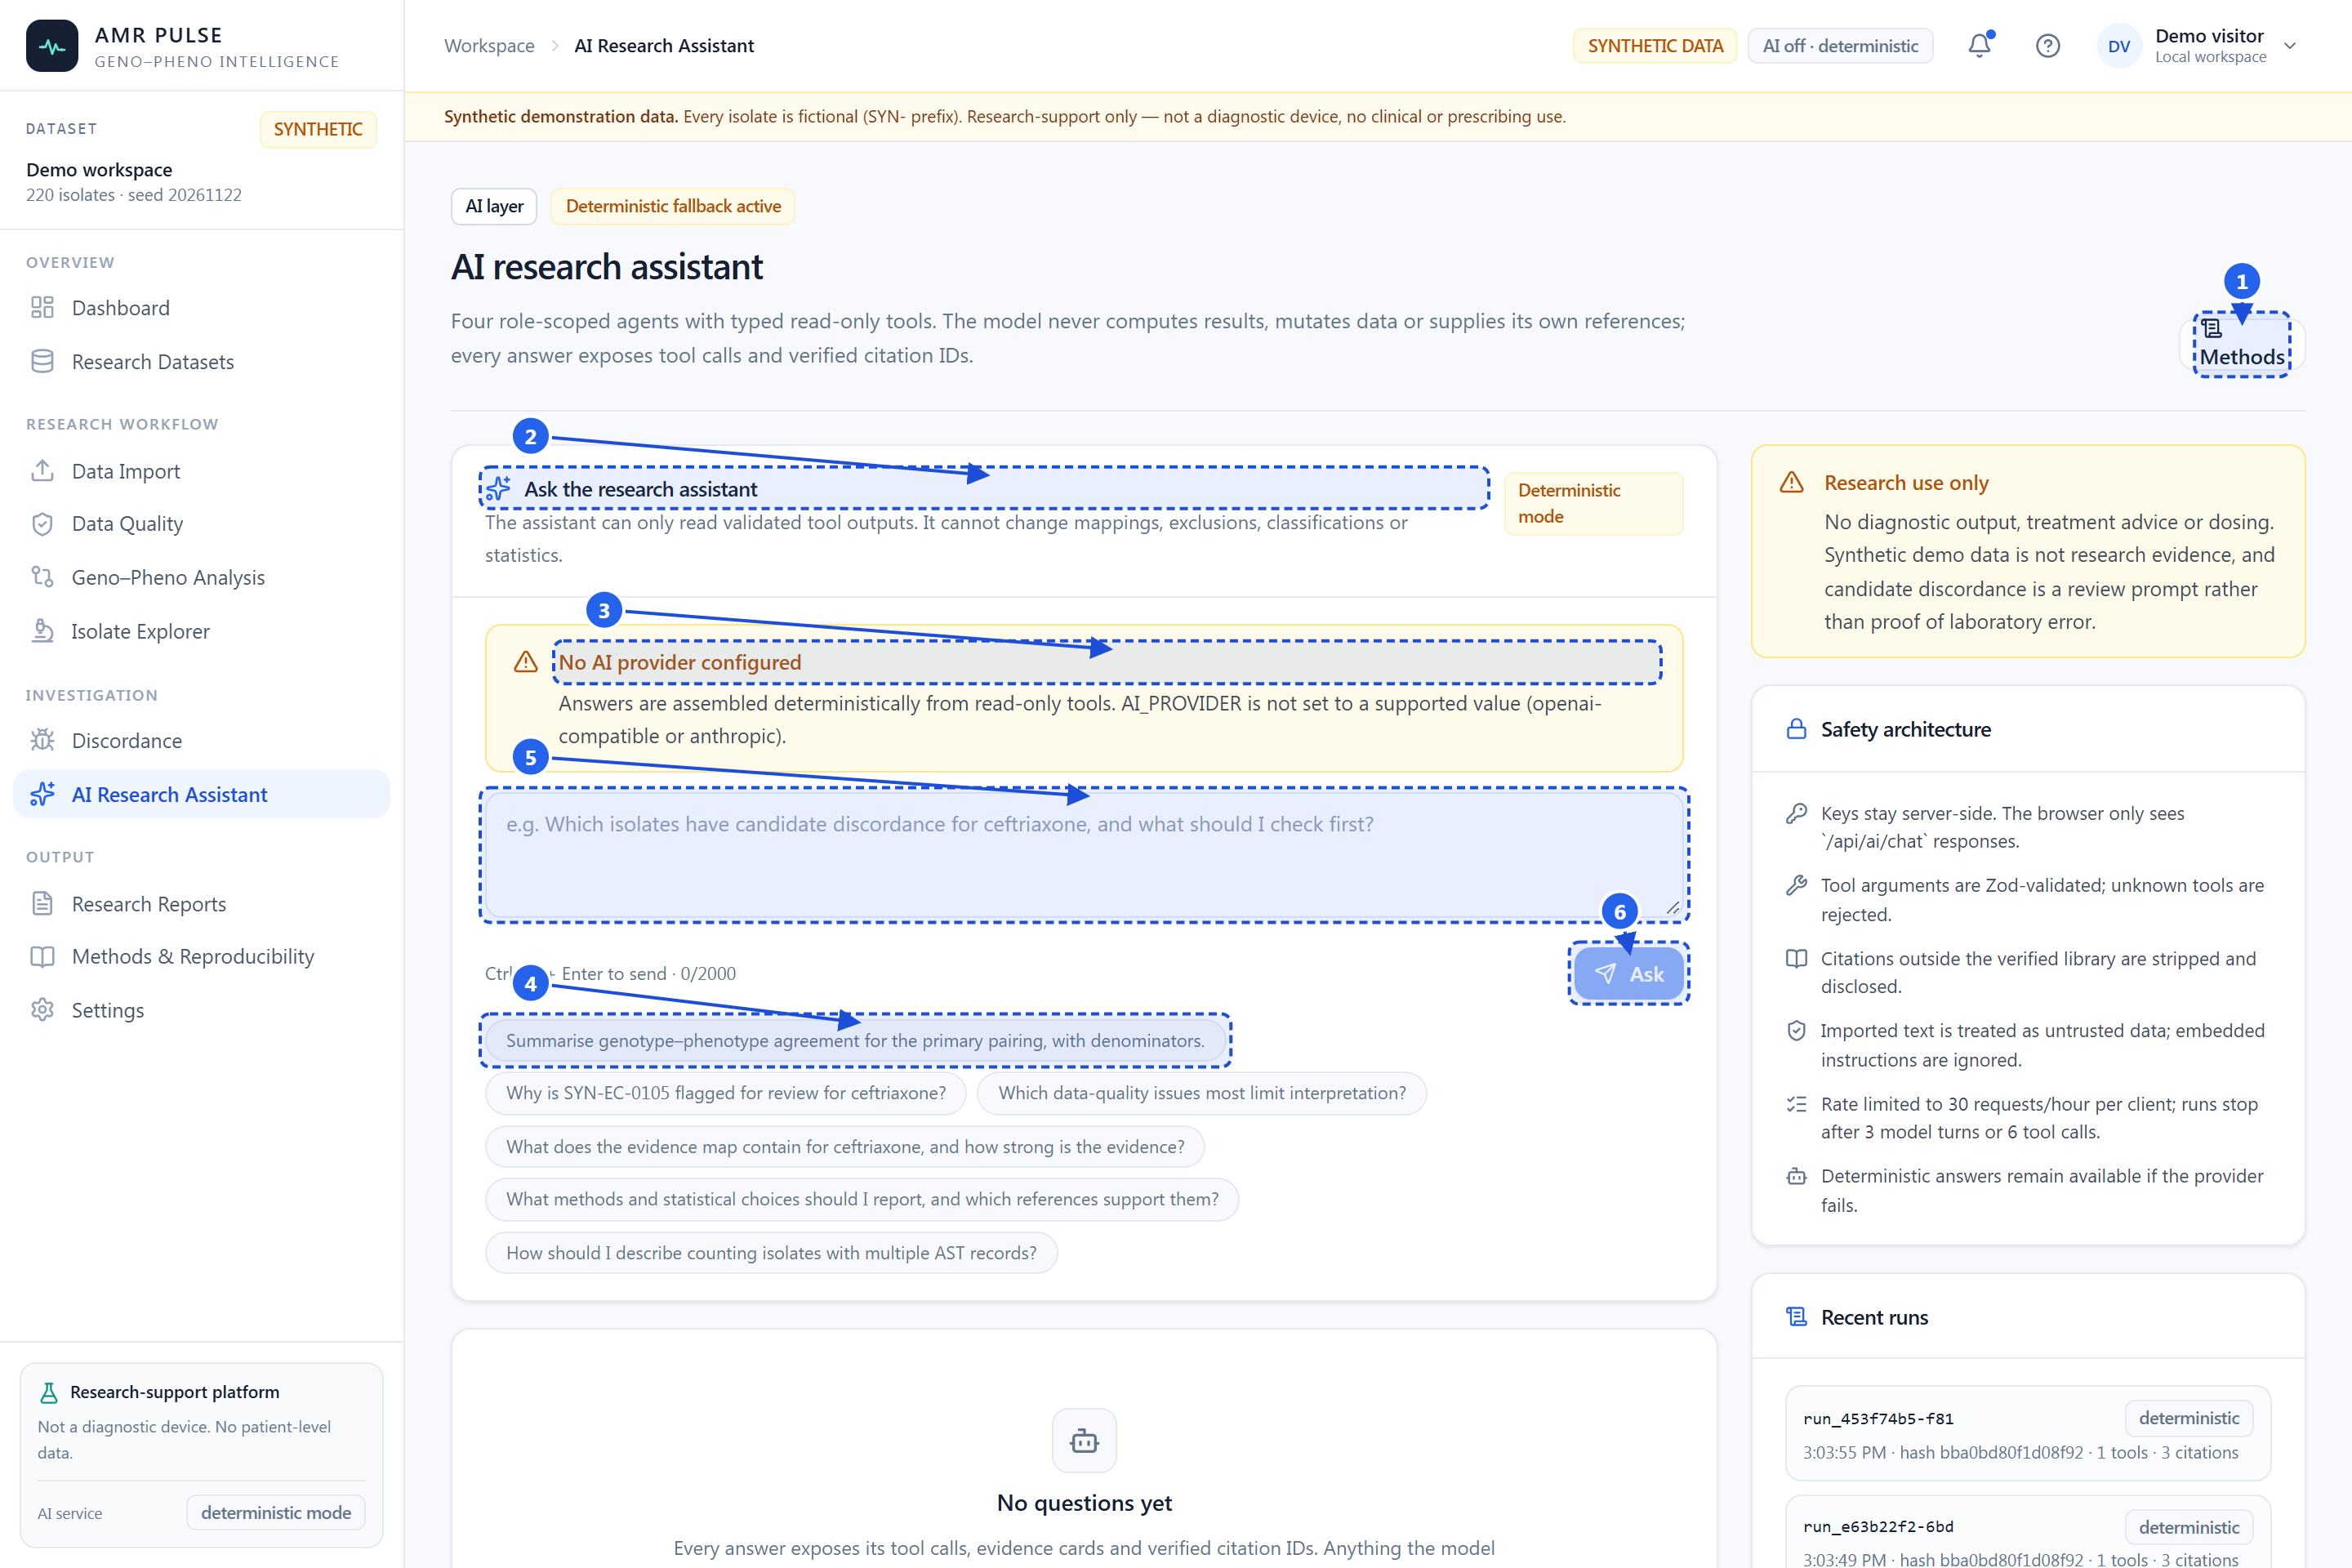 AMR PULSE
GENO–PHENO INTELLIGENCE
DATASET
SYNTHETIC
Demo workspace
220 isolates · seed 20261122
OVERVIEW
Dashboard
Research Datasets
RESEARCH WORKFLOW
Data Import
Data Quality
Geno–Pheno Analysis
Isolate Explorer
INVESTIGATION
Discordance
AI Research Assistant
OUTPUT
Research Reports
Methods & Reproducibility
Settings
Research-support platform
Not a diagnostic device. No patient-level
data.
AI service
deterministic mode
Workspace
AI Research Assistant
SYNTHETIC DATA
AI off · deterministic
DV
Demo visitor
Local workspace
Synthetic demonstration data. Every isolate is fictional (SYN- prefix). Research-support only — not a diagnostic device, no clinical or prescribing use.
AI layer
Deterministic fallback active
AI research assistant
Four role-scoped agents with typed read-only tools. The model never computes results, mutates data or supplies its own references;
every answer exposes tool calls and verified citation IDs.
1
Methods
2
Ask the research assistant
The assistant can only read validated tool outputs. It cannot change mappings, exclusions, classifications or
statistics.
Deterministic
mode
3
No AI provider configured
Answers are assembled deterministically from read-only tools. AI_PROVIDER is not set to a supported value (openai-
compatible or anthropic).
5
e.g. Which isolates have candidate discordance for ceftriaxone, and what should I check first?
6
Ask
+ Enter to send · 0/2000
4
Summarise genotype–phenotype agreement for the primary pairing, with denominators.
Why is SYN-EC-0105 flagged for review for ceftriaxone?
Which data-quality issues most limit interpretation?
What does the evidence map contain for ceftriaxone, and how strong is the evidence?
What methods and statistical choices should I report, and which references support them?
How should I describe counting isolates with multiple AST records?
No questions yet
Every answer exposes its tool calls, evidence cards and verified citation IDs. Anything the model
Research use only
No diagnostic output, treatment advice or dosing.
Synthetic demo data is not research evidence, and
candidate discordance is a review prompt rather
than proof of laboratory error.
Safety architecture
Keys stay server-side. The browser only sees
`/api/ai/chat` responses.
Tool arguments are Zod-validated; unknown tools are
rejected.
Citations outside the verified library are stripped and
disclosed.
Imported text is treated as untrusted data; embedded
instructions are ignored.
Rate limited to 30 requests/hour per client; runs stop
after 3 model turns or 6 tool calls.
Deterministic answers remain available if the provider
fails.
Recent runs
run_453f74b5-f81
deterministic
3:03:55 PM · hash bba0bd80f1d08f92 · 1 tools · 3 citations
run_e63b22f2-6bd
deterministic
3:03:49 PM · hash bba0bd80f1d08f92 · 1 tools · 3 citations